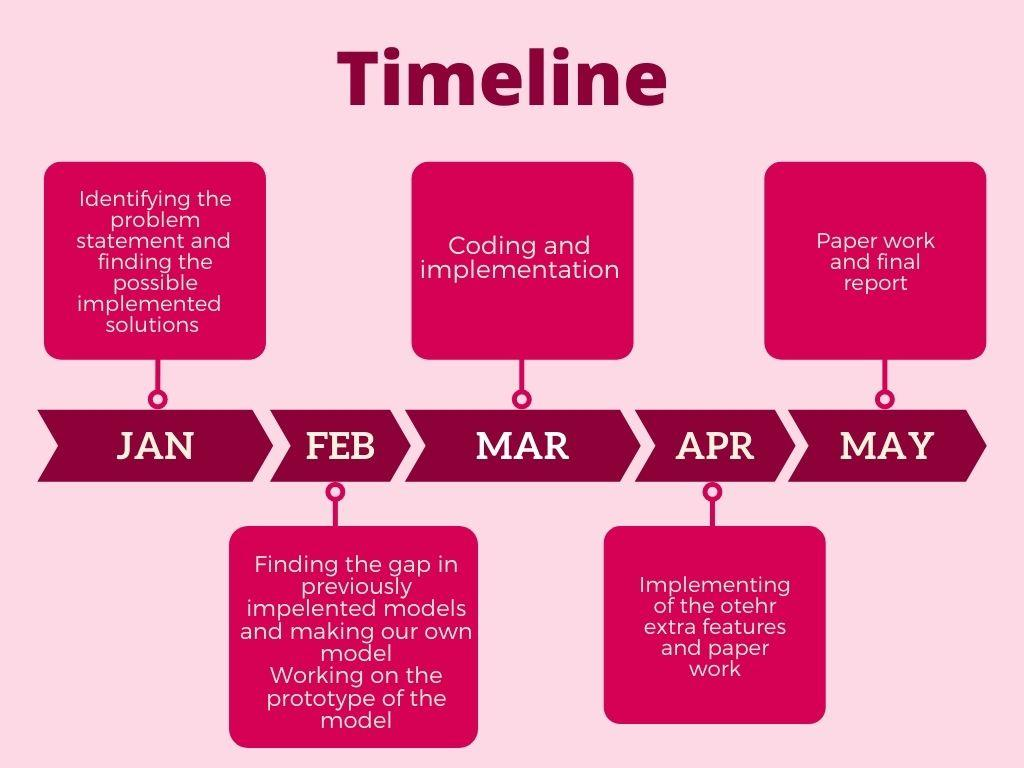 Timeline
Identifying the
problem
statement and
finding the
possible
implemented
solutions
Coding and
implementation
Paper work
and final
report
JAN
FEB
MAR
APR
MAY
Finding the gap in
previously
impelented models
and making our own
model
Working on the
prototype of the
model
Implementing
of the otehr
extra features
and paper
work